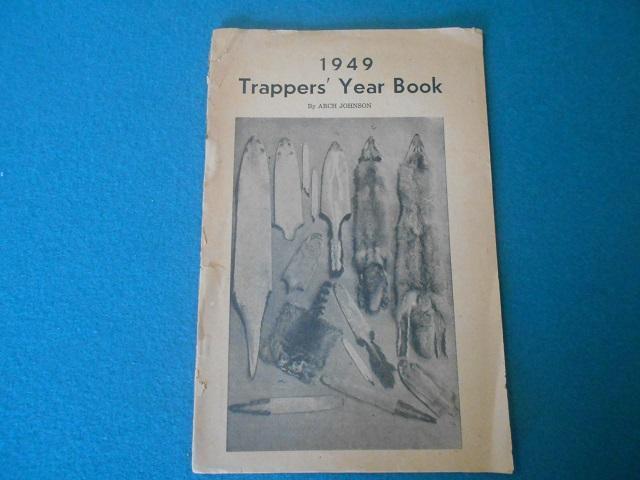 1949
Trappers' Year Book
By ARCH JOHNSON